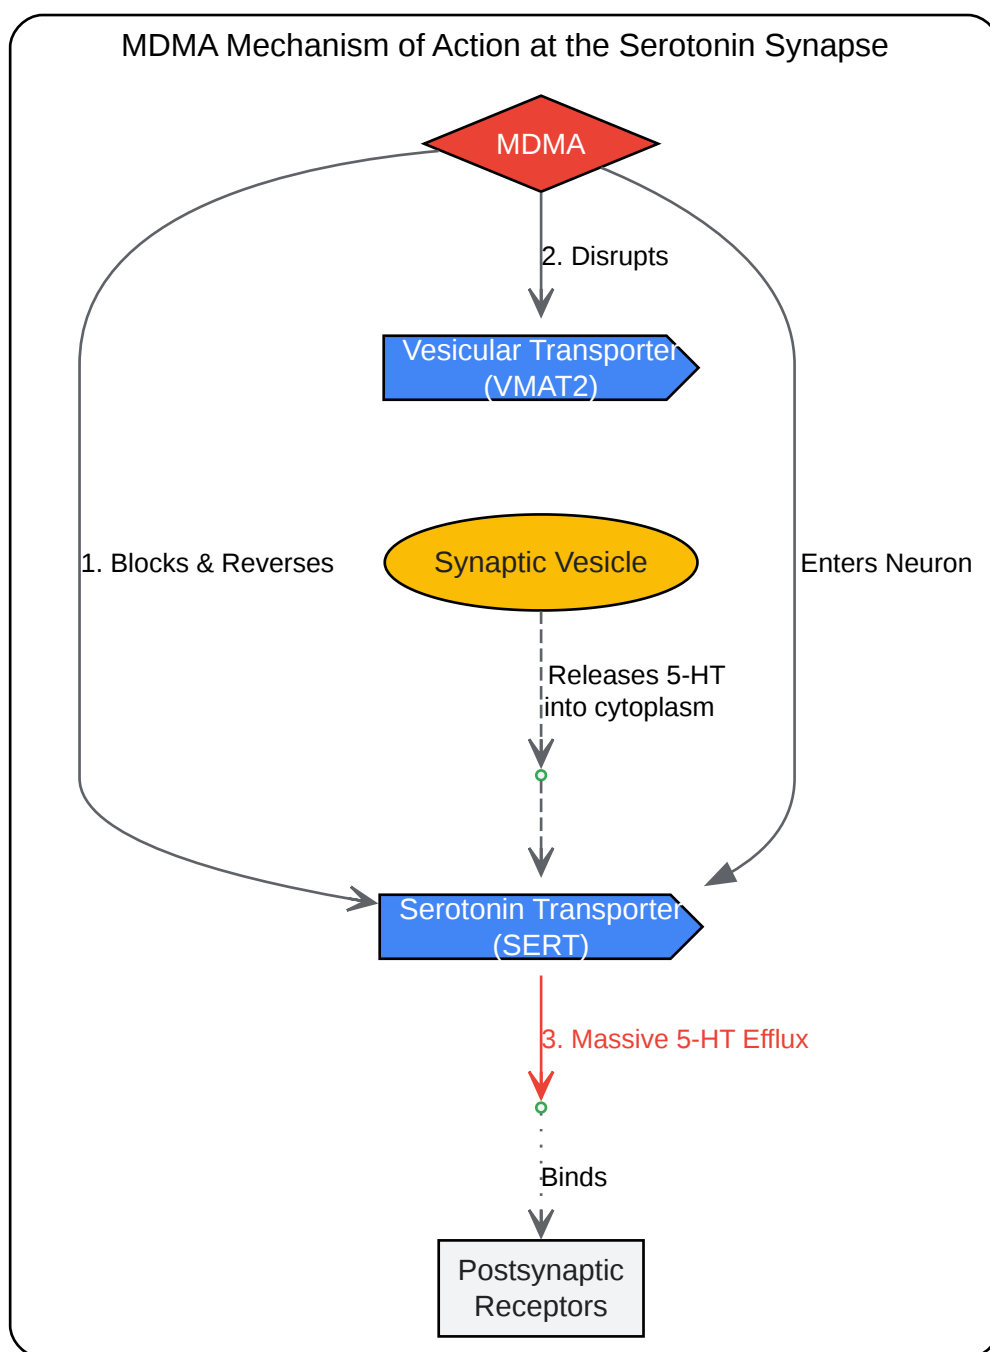 MDMA Mechanism of Action at the Serotonin Synapse
MDMA
2. Disrupts
Vesicular Transporter
(VMAT2)
1. Blocks & Reverses
Synaptic Vesicle
Enters Neuron
Releases 5-HT
into cytoplasm
Serotonin Transporter
(SERT)
3. Massive 5-HT Efflux
Binds
Postsynaptic
Receptors